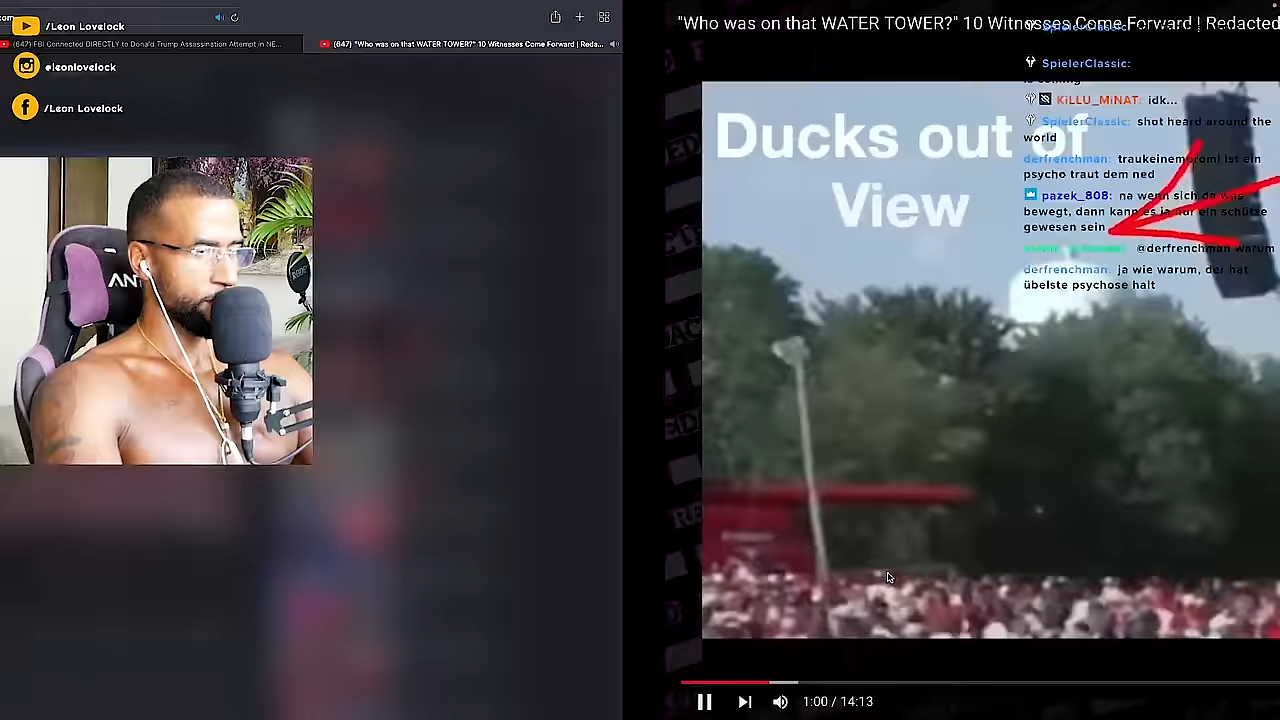 /Leon Lovelock
(647) FBI Connected DIRECTLY to Donald Trump Assassination Attempt in NE...
(647) "Who was on that WATER TOWER?" 10 Witnesses Come Forward | Reda...
@leonlovelock
/Leon Lovelock
AN
RODE
"Who was on that WATER TOWER?" 10 Witnesses Come Forward | Redacted
SpielerClassic:
KiLLU_MiNAT: idk...
SpielerClassic: shot heard around the
world
derfrenchman: traukeinemarom! ist ein
psycho traut dem ned
pazek_808: na wenn sich da was
bewegt, dann kann es ja nur ein schütze
gewesen sein
@derfrenchman warum
derfrenchman: ja wie warum, der hat
übelste psychose halt
Ducks out of
View
1:00 / 14:13